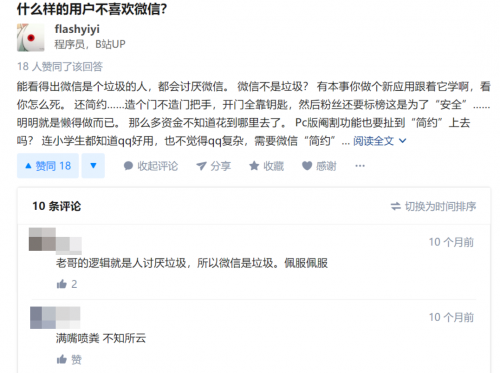 什么样的用户不喜欢微信?
flashyiyi
程序员,B站UP
18 人赞同了该回答
能看得出微信是个垃圾的人，都会讨厌微信。 微信不是垃圾？ 有本事你做个新应用跟着它学啊，看
你怎么死。 还简约......造个门不造门把手，开门全靠钥匙，然后粉丝还要标榜这是为了“安全”......
明明就是懒得做而已。 那么多资金不知道花到哪里去了。 Pc版阉割功能也要扯到“简约”上去
吗？ 连小学生都知道qq好用，也不觉得qq复杂，需要微信“简约” ... 阅读全文
赞同 18 收起评论 分享 收藏 感谢 ...
10 条评论 切换为时间排序
10 个月前
老哥的逻辑就是人讨厌垃圾，所以微信是垃圾。佩服佩服
2
10 个月前
满嘴喷粪 不知所云
赞